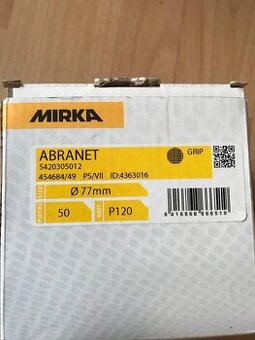 MIRKA
ABRANET
5420305012
GRIP
454684/49 PS/VII ID:4363016
Ø 77mm
50
P120